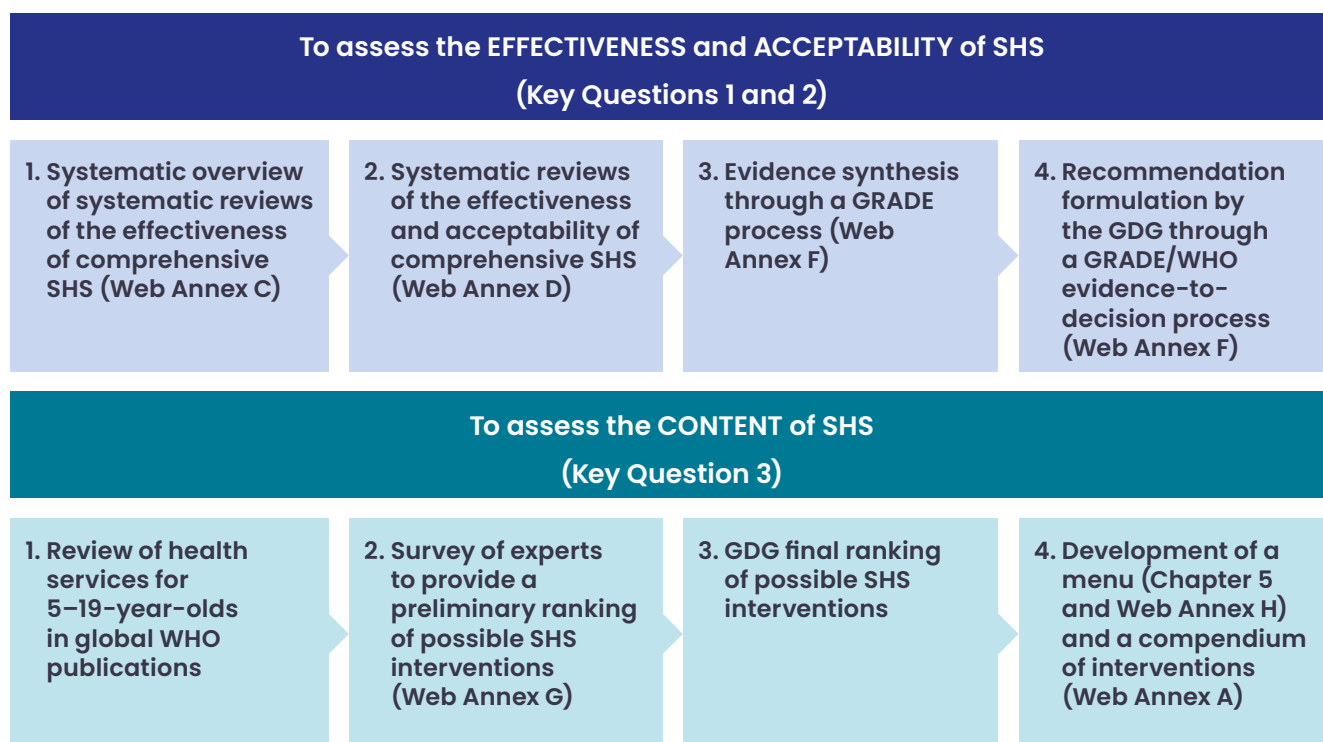 To assess the EFFECTIVENESS and ACCEPTABILITY of SHS
(Key Questions 1 and 2)
1. Systematic overview
of systematic reviews
of the effectiveness
of comprehensive
SHS (Web Annex C)
2. Systematic reviews
of the effectiveness
and acceptability of
comprehensive SHS
(Web Annex D)
3. Evidence synthesis
through a GRADE
process (Web
Annex F)
4. Recommendation
formulation by
the GDG through
a GRADE/WHO
evidence-to-
decision process
(Web Annex F)
To assess the CONTENT of SHS
(Key Question 3)
1. Review of health
services for
5–19-year-olds
in global WHO
publications
2. Survey of experts
to provide a
preliminary ranking
of possible SHS
interventions
(Web Annex G)
3. GDG final ranking
of possible SHS
interventions
4. Development of a
menu (Chapter 5
and Web Annex H)
and a compendium
of interventions
(Web Annex A)